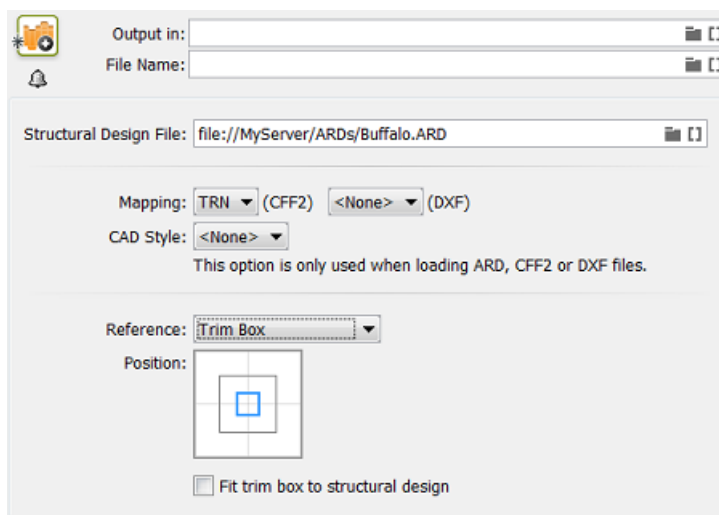 Output in:
File Name:
Structural Design File: file://MyServer/ARDs/Buffalo.ARD
Mapping: TRN (CFF2) <None> (DXF)
CAD Style: <None>
This option is only used when loading ARD, CFF2 or DXF files.
Reference: Trim Box
Position:
Fit trim box to structural design